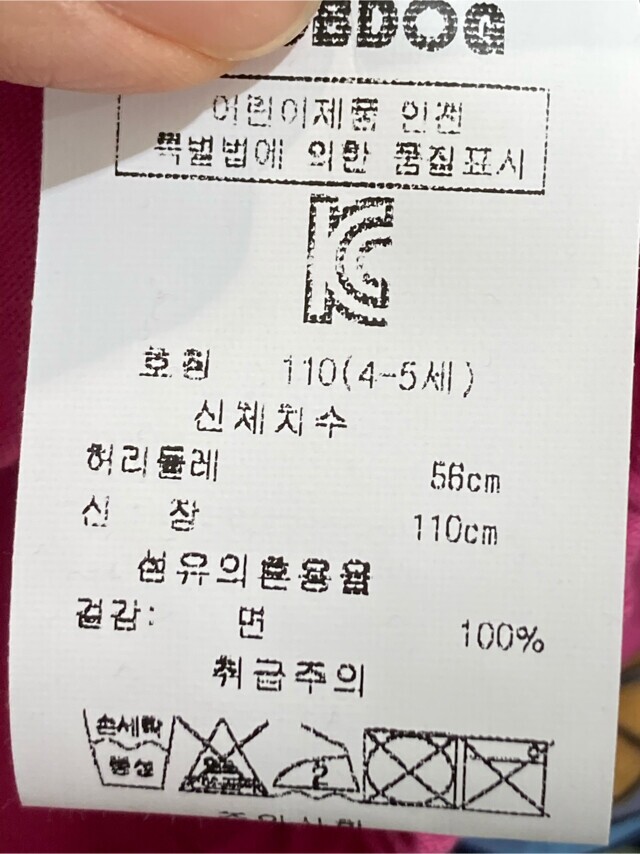 BDOG
어린이제품 안전
특별법에 의한 품질표시
KC
호칭 110(4-5세)
신체치수
허리둘레 56cm
신 장 110cm
섬유의혼용율
겉감: 면 100%
취급주의
손세탁
중성
2